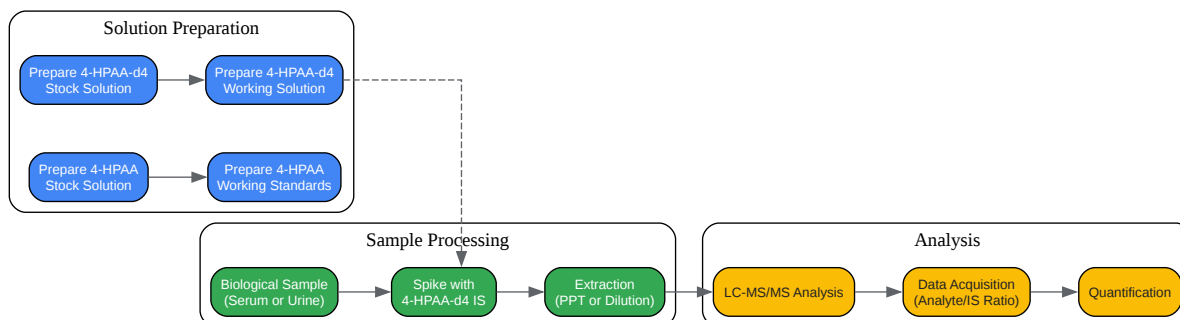 Solution Preparation
Prepare 4-HPAA-d4
Stock Solution
Prepare 4-HPAA-d4
Working Solution
Prepare 4-HPAA
Stock Solution
Prepare 4-HPAA
Working Standards
Sample Processing
Biological Sample
(Serum or Urine)
Spike with
4-HPAA-d4 IS
Extraction
(PPT or Dilution)
Analysis
LC-MS/MS Analysis
Data Acquisition
(Analyte/IS Ratio)
Quantification